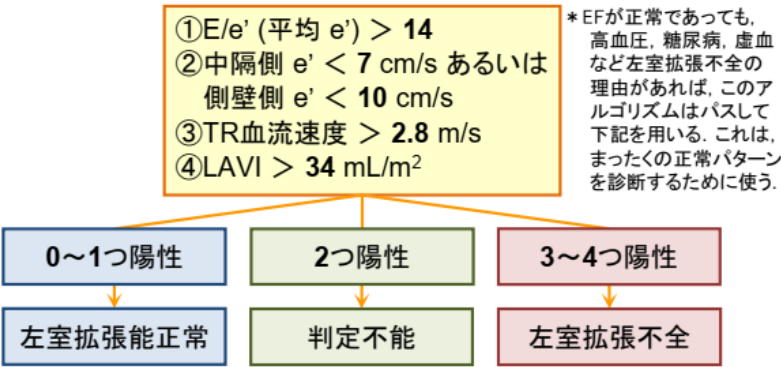 ①E/e' (平均 e') ＞ 14
②中隔側 e' ＜ 7 cm/s あるいは
側壁側 e' ＜ 10 cm/s
③TR血流速度 ＞ 2.8 m/s
④LAVI ＞ 34 mL/m²
＊EFが正常であっても，
高血圧，糖尿病，虚血
など左室拡張不全の
理由があれば，このア
ルゴリズムはパスして
下記を用いる．これは，
まったくの正常パターン
を診断するために使う．
0～1つ陽性
2つ陽性
3～4つ陽性
左室拡張能正常
判定不能
左室拡張不全